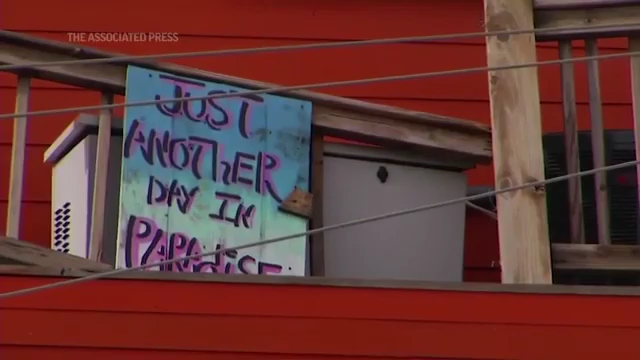 THE ASSOCIATED PRESS
JUST
ANOTHER
DAY IN
PARADISE